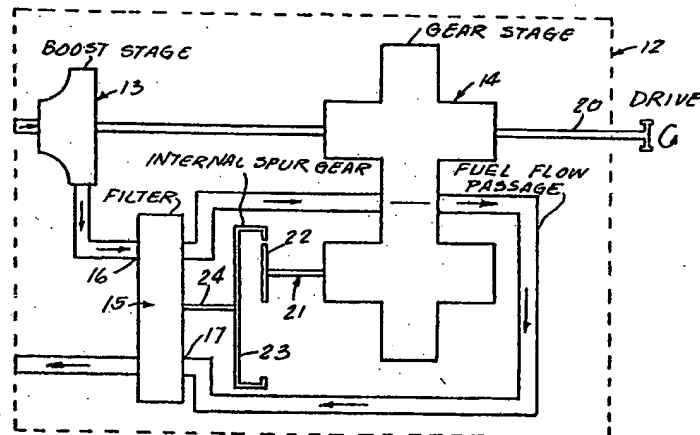 GEAR STAGE
12
BOOST STAGE
13
14
20
DRIVE
INTERNAL SPUR GEAR
FUEL FLOW
PASSAGE
FILTER
22
16
24
15
21
17
23